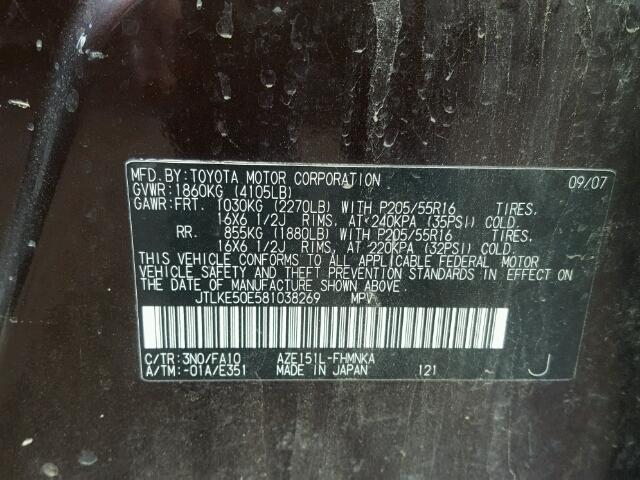 MFD.BY:TOYOTA MOTOR CORPORATION 09/07
GVWR:1860KG (4105LB)
GAWR:FRT. 1030KG (2270LB) WITH P205/55R16 TIRES,
16X6 1/2J RIMS, AT 240KPA (35PSI) COLD.
RR. 855KG (1880LB) WITH P205/55R16 TIRES,
16X6 1/2J RIMS, AT 220KPA (32PSI) COLD.
THIS VEHICLE CONFORMS TO ALL APPLICABLE FEDERAL MOTOR
VEHICLE SAFETY AND THEFT PREVENTION STANDARDS IN EFFECT ON
THE DATE OF MANUFACTURE SHOWN ABOVE.
JTLKE50E581038269 MPV
C/TR:3N0/FA10 AZE151L-FHMNKA
A/TM:-01A/E351 MADE IN JAPAN 121 J